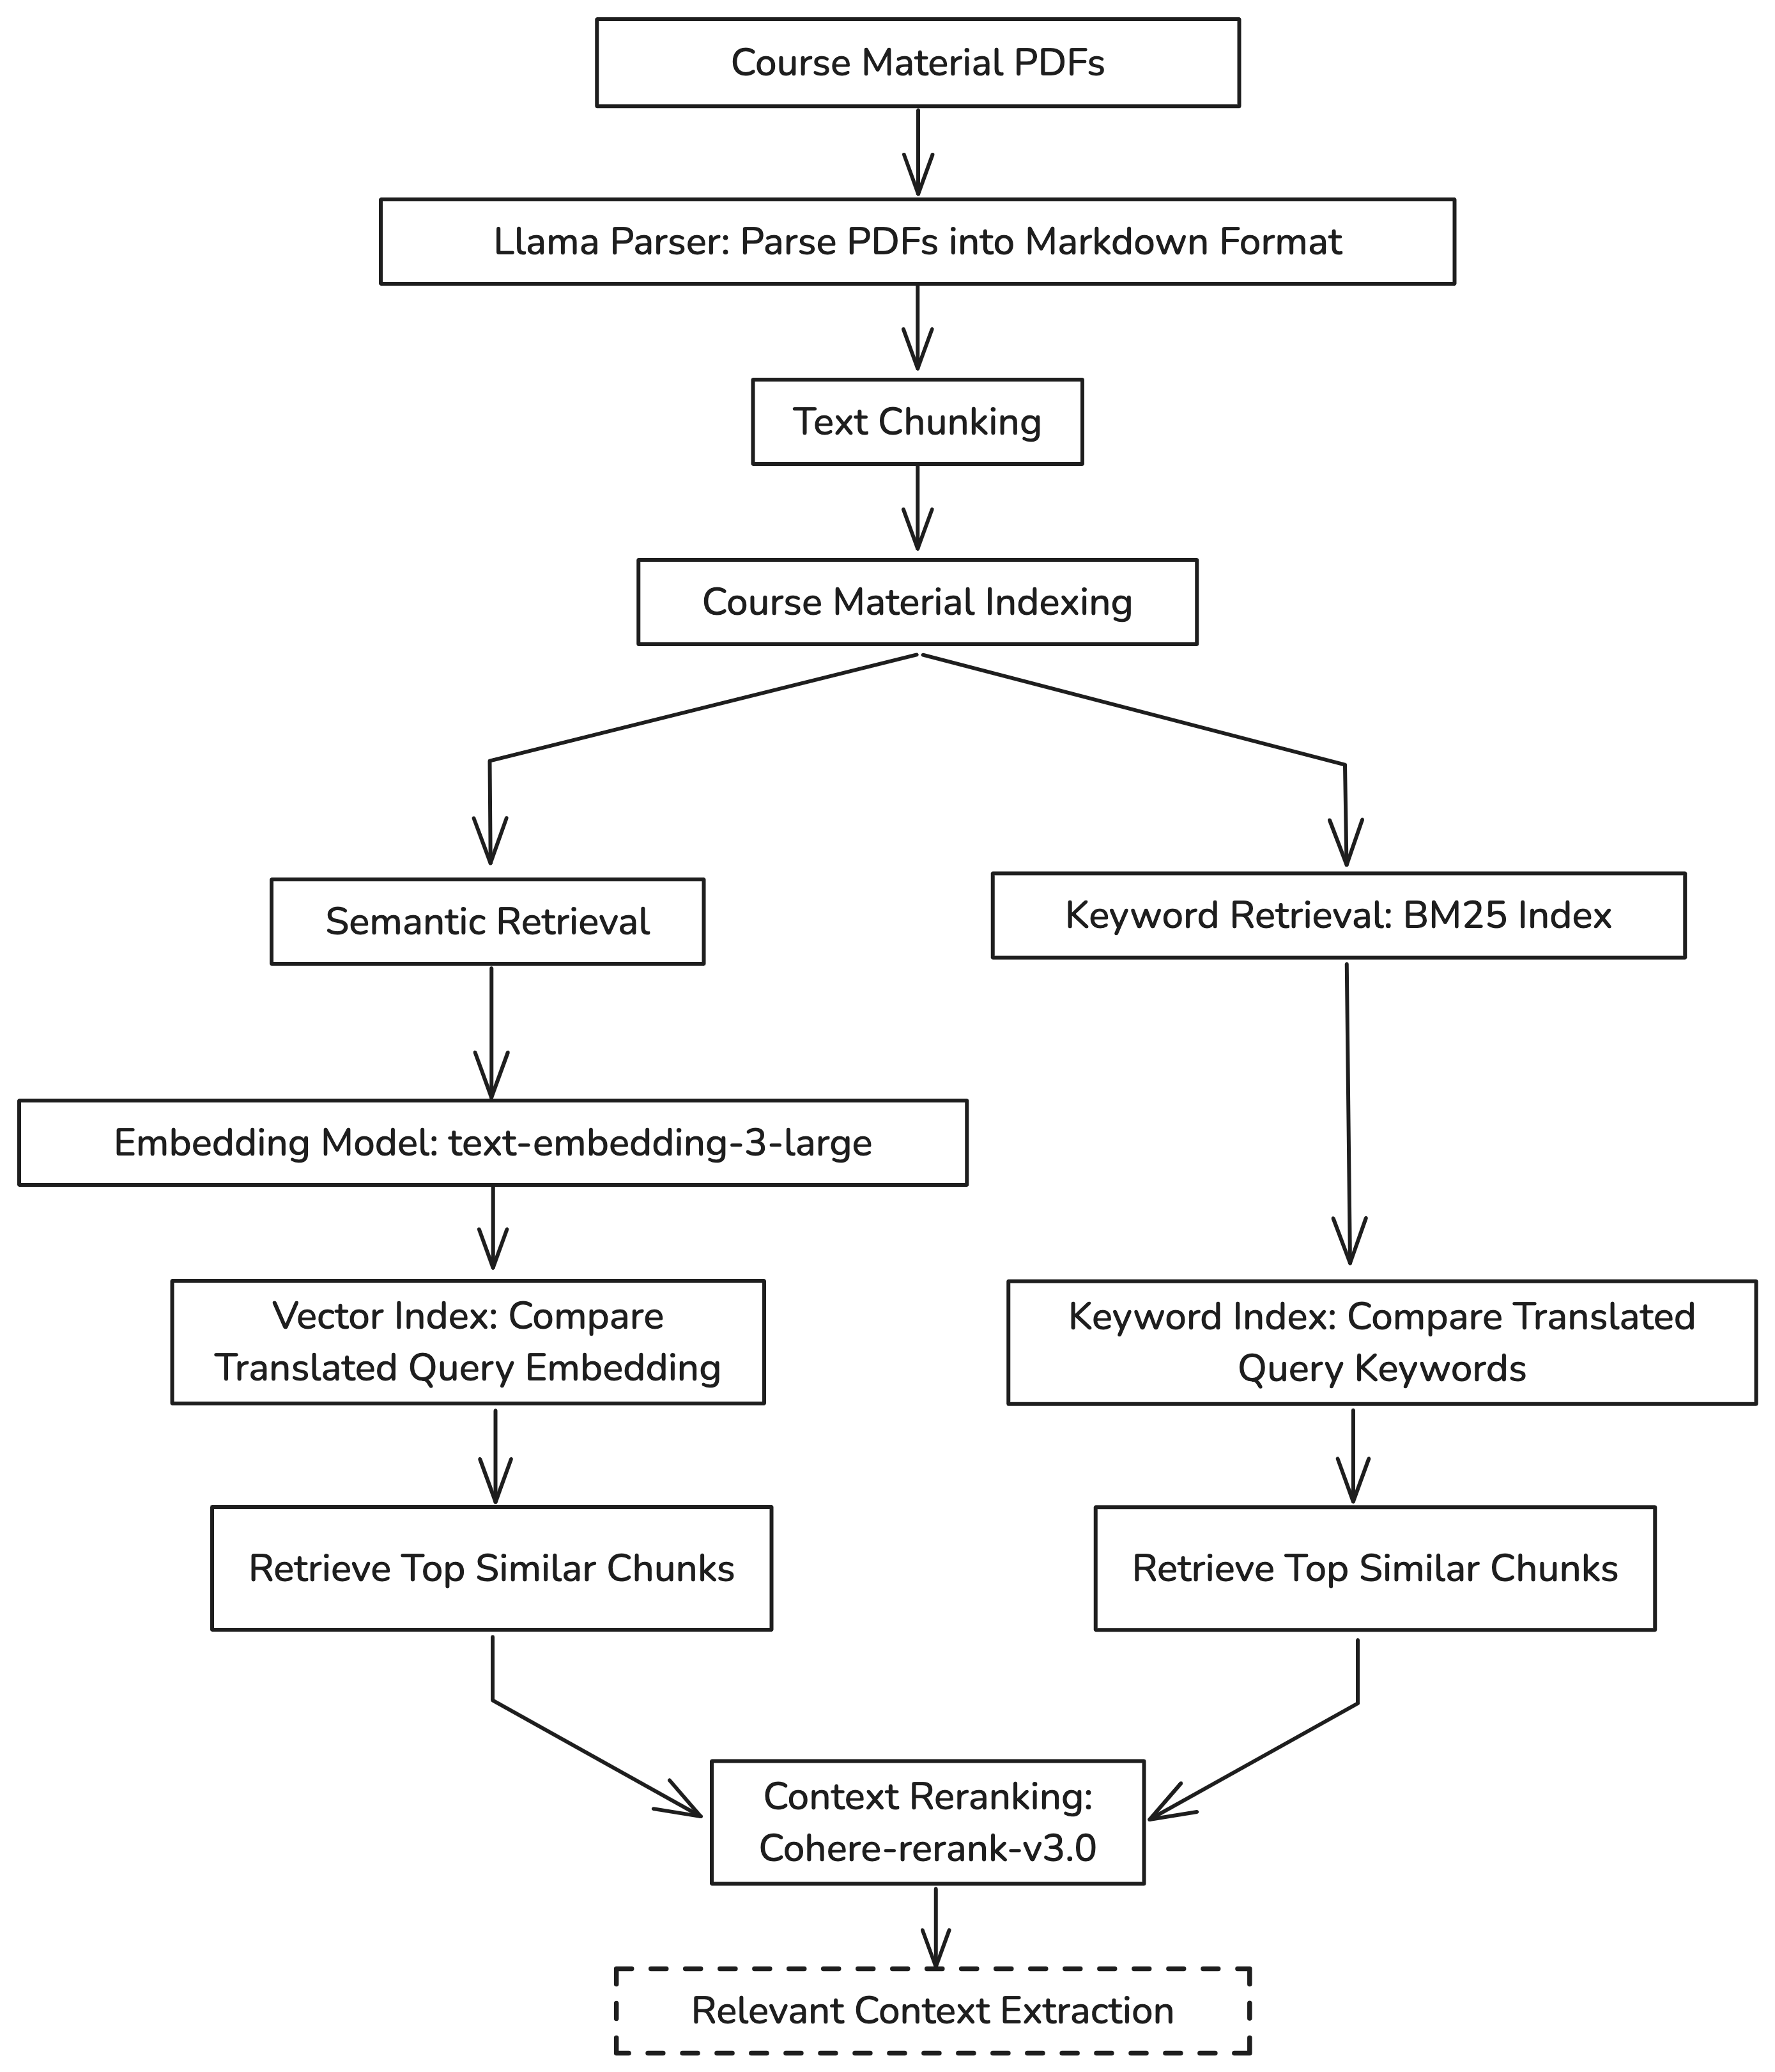 Course Material PDFs
Llama Parser: Parse PDFs into Markdown Format
Text Chunking
Course Material Indexing
Semantic Retrieval
Keyword Retrieval: BM25 Index
Embedding Model: text-embedding-3-large
Vector Index: Compare
Translated Query Embedding
Keyword Index: Compare Translated
Query Keywords
Retrieve Top Similar Chunks
Retrieve Top Similar Chunks
Context Reranking:
Cohere-rerank-v3.0
Relevant Context Extraction